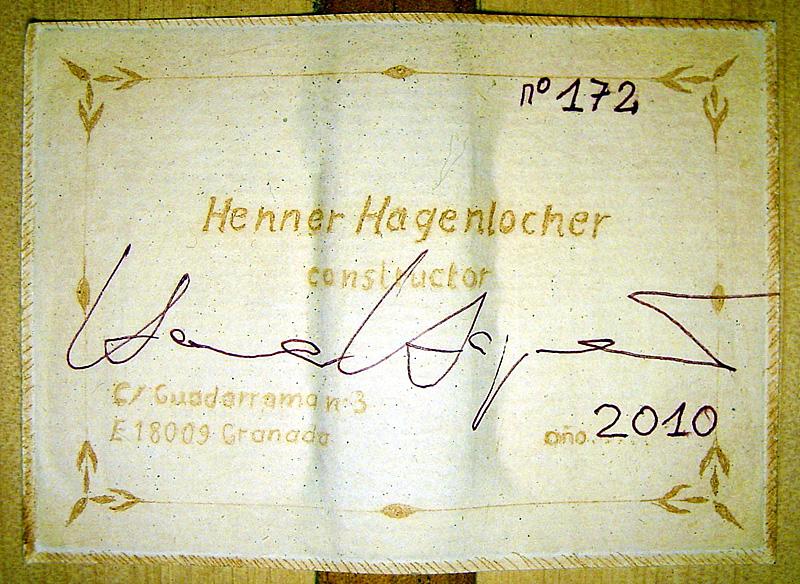 nº 172
Henner Hagenlocher
constructor
C/ Guadarrama nº 3
E 18009 Granada
año.... 2010